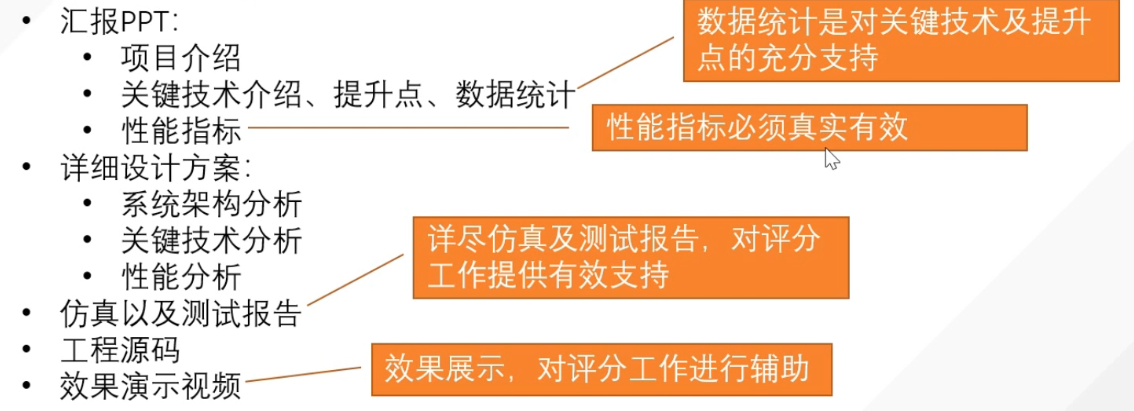 • 汇报PPT：
• 项目介绍
• 关键技术介绍、提升点、数据统计
• 性能指标
• 详细设计方案：
• 系统架构分析
• 关键技术分析
• 性能分析
• 仿真以及测试报告
• 工程源码
• 效果演示视频
数据统计是对关键技术及提升
点的充分支持
性能指标必须真实有效
详尽仿真及测试报告，对评分
工作提供有效支持
效果展示，对评分工作进行辅助